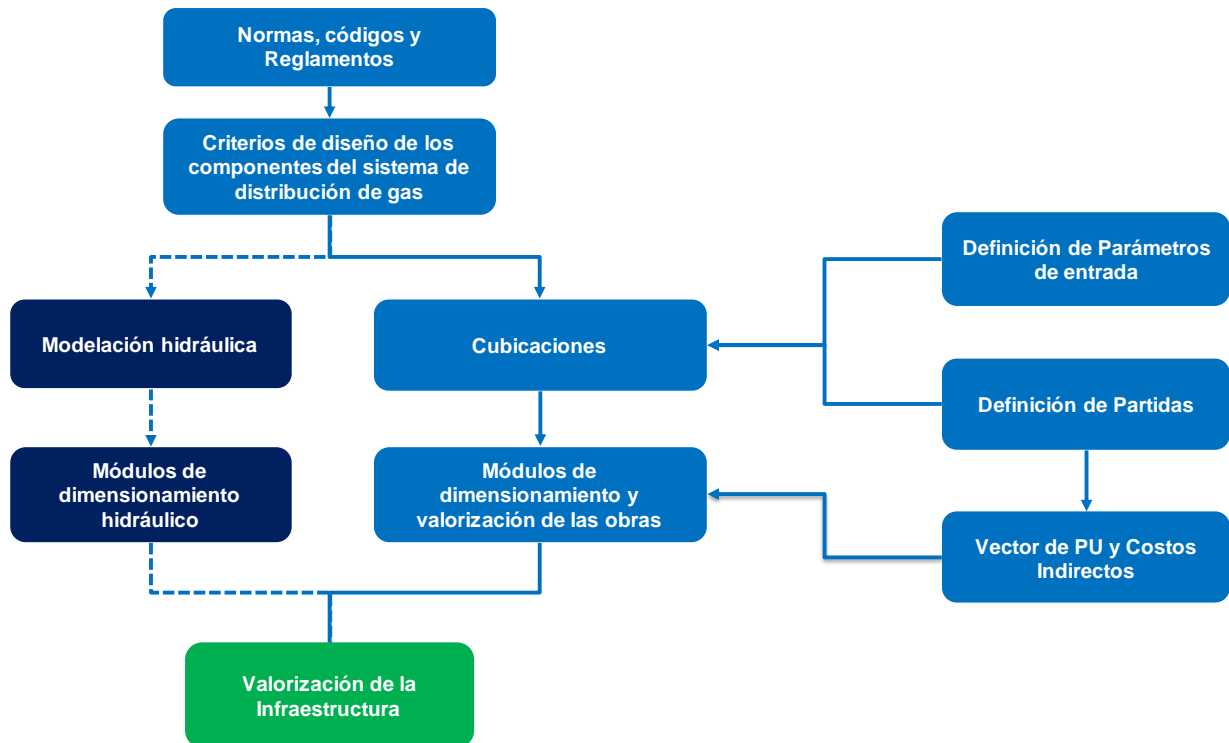 Normas, códigos y
Reglamentos
Criterios de diseño de los
componentes del sistema de
distribución de gas
Definición de Parámetros
de entrada
Modelación hidráulica
Cubicaciones
Definición de Partidas
Módulos de
dimensionamiento
hidráulico
Módulos de
dimensionamiento y
valorización de las obras
Vector de PU y Costos
Indirectos
Valorización de la
Infraestructura